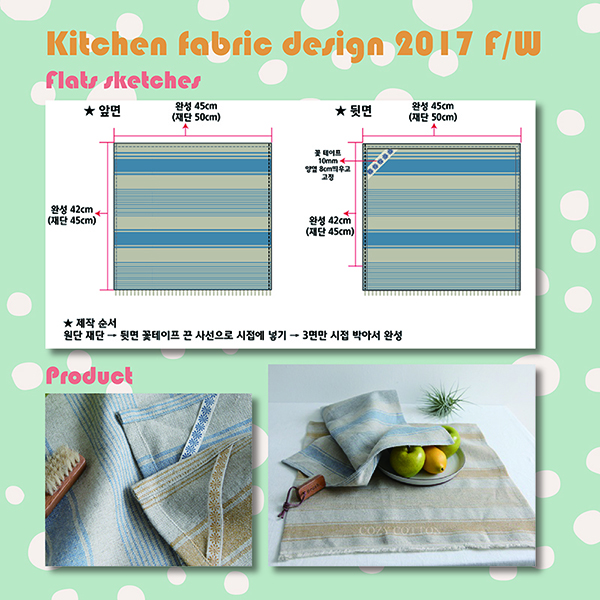 Kitchen fabric design 2017 F/W
Flats sketches
★ 앞면
완성 45cm
(재단 50cm)
완성 42cm
(재단 45cm)
★ 뒷면
완성 45cm
(재단 50cm)
꽃 테이프
10mm
양옆 8cm띄우고
고정
완성 42cm
(재단 45cm)
★ 제작 순서
원단 재단 → 뒷면 꽃테이프 끈 사선으로 시접에 넣기 → 3면만 시접 박아서 완성
Product
COZYCOTTON